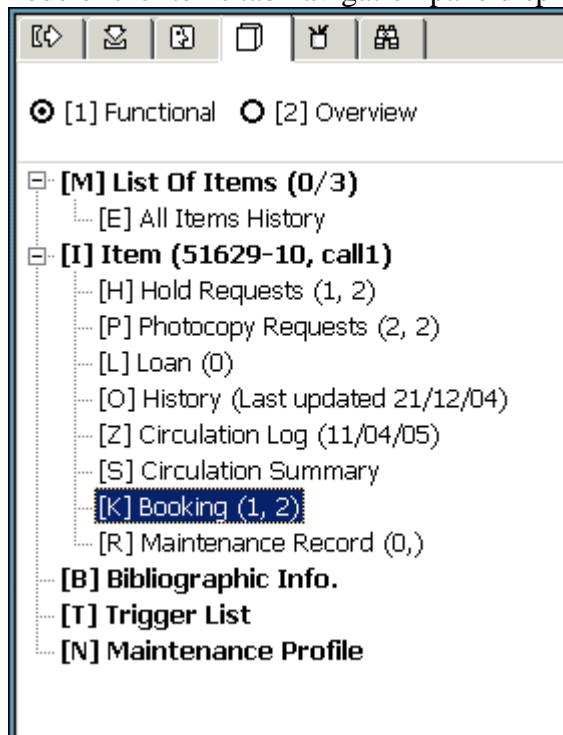 [1] Functional [2] Overview
[M] List Of Items (0/3)
[E] All Items History
[I] Item (51629-10, call1)
[H] Hold Requests (1, 2)
[P] Photocopy Requests (2, 2)
[L] Loan (0)
[O] History (Last updated 21/12/04)
[Z] Circulation Log (11/04/05)
[S] Circulation Summary
[K] Booking (1, 2)
[R] Maintenance Record (0,)
[B] Bibliographic Info.
[T] Trigger List
[N] Maintenance Profile